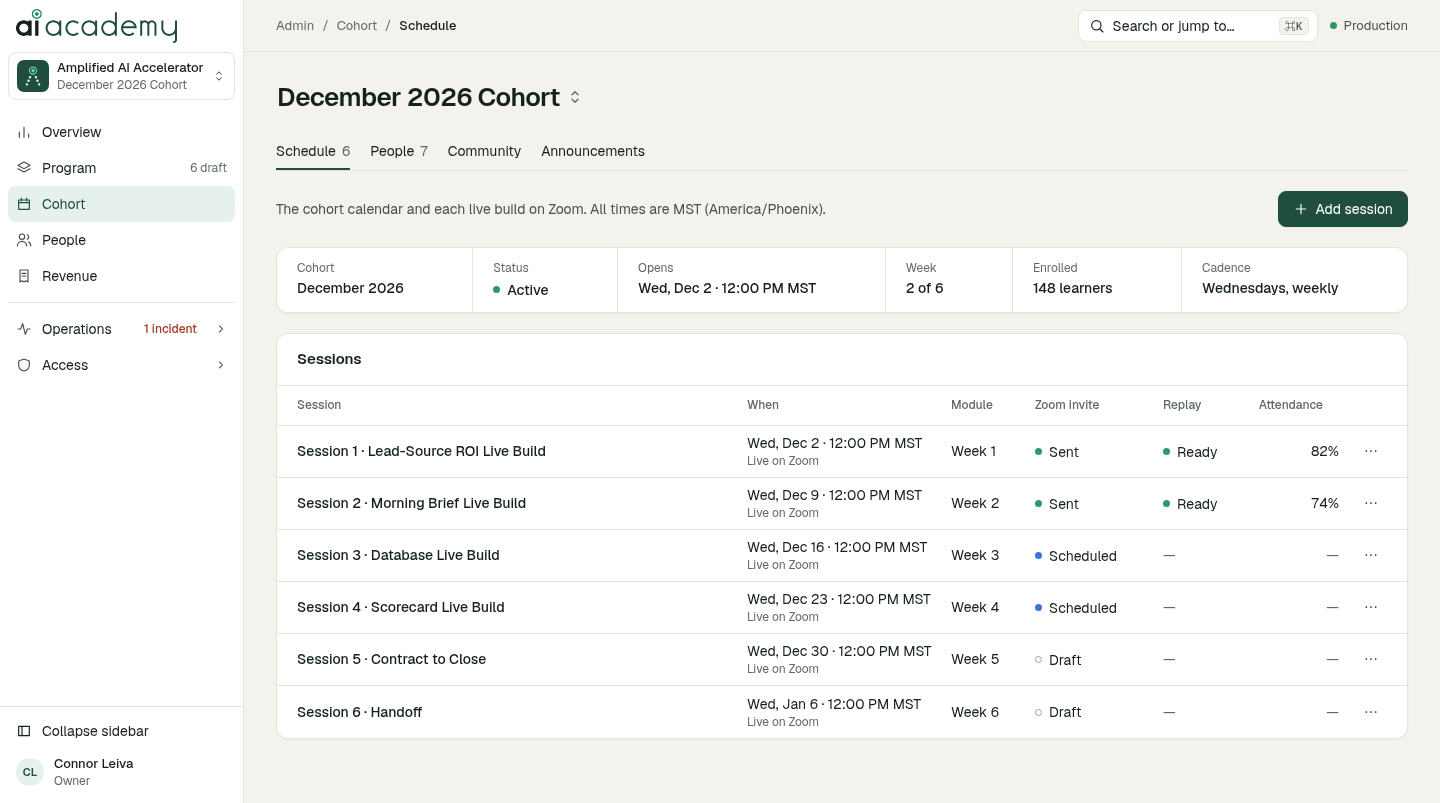 ai academy
Amplified AI Accelerator
December 2026 Cohort
Overview
Program 6 draft
Cohort
People
Revenue
Operations 1 incident
Access
Collapse sidebar
CL
Connor Leiva
Owner
Admin / Cohort / Schedule
Search or jump to… ⌘K
Production
December 2026 Cohort
Schedule 6 People 7 Community Announcements
The cohort calendar and each live build on Zoom. All times are MST (America/Phoenix).
+ Add session
Cohort Status Opens Week Enrolled Cadence
December 2026 Active Wed, Dec 2 · 12:00 PM MST 2 of 6 148 learners Wednesdays, weekly
Sessions
Session When Module Zoom invite Replay Attendance
Session 1 · Lead-Source ROI Live Build Wed, Dec 2 · 12:00 PM MST Week 1 Sent Ready 82% ···
Live on Zoom
Session 2 · Morning Brief Live Build Wed, Dec 9 · 12:00 PM MST Week 2 Sent Ready 74% ···
Live on Zoom
Session 3 · Database Live Build Wed, Dec 16 · 12:00 PM MST Week 3 Scheduled — — ···
Live on Zoom
Session 4 · Scorecard Live Build Wed, Dec 23 · 12:00 PM MST Week 4 Scheduled — — ···
Live on Zoom
Session 5 · Contract to Close Wed, Dec 30 · 12:00 PM MST Week 5 Draft — — ···
Live on Zoom
Session 6 · Handoff Wed, Jan 6 · 12:00 PM MST Week 6 Draft — — ···
Live on Zoom